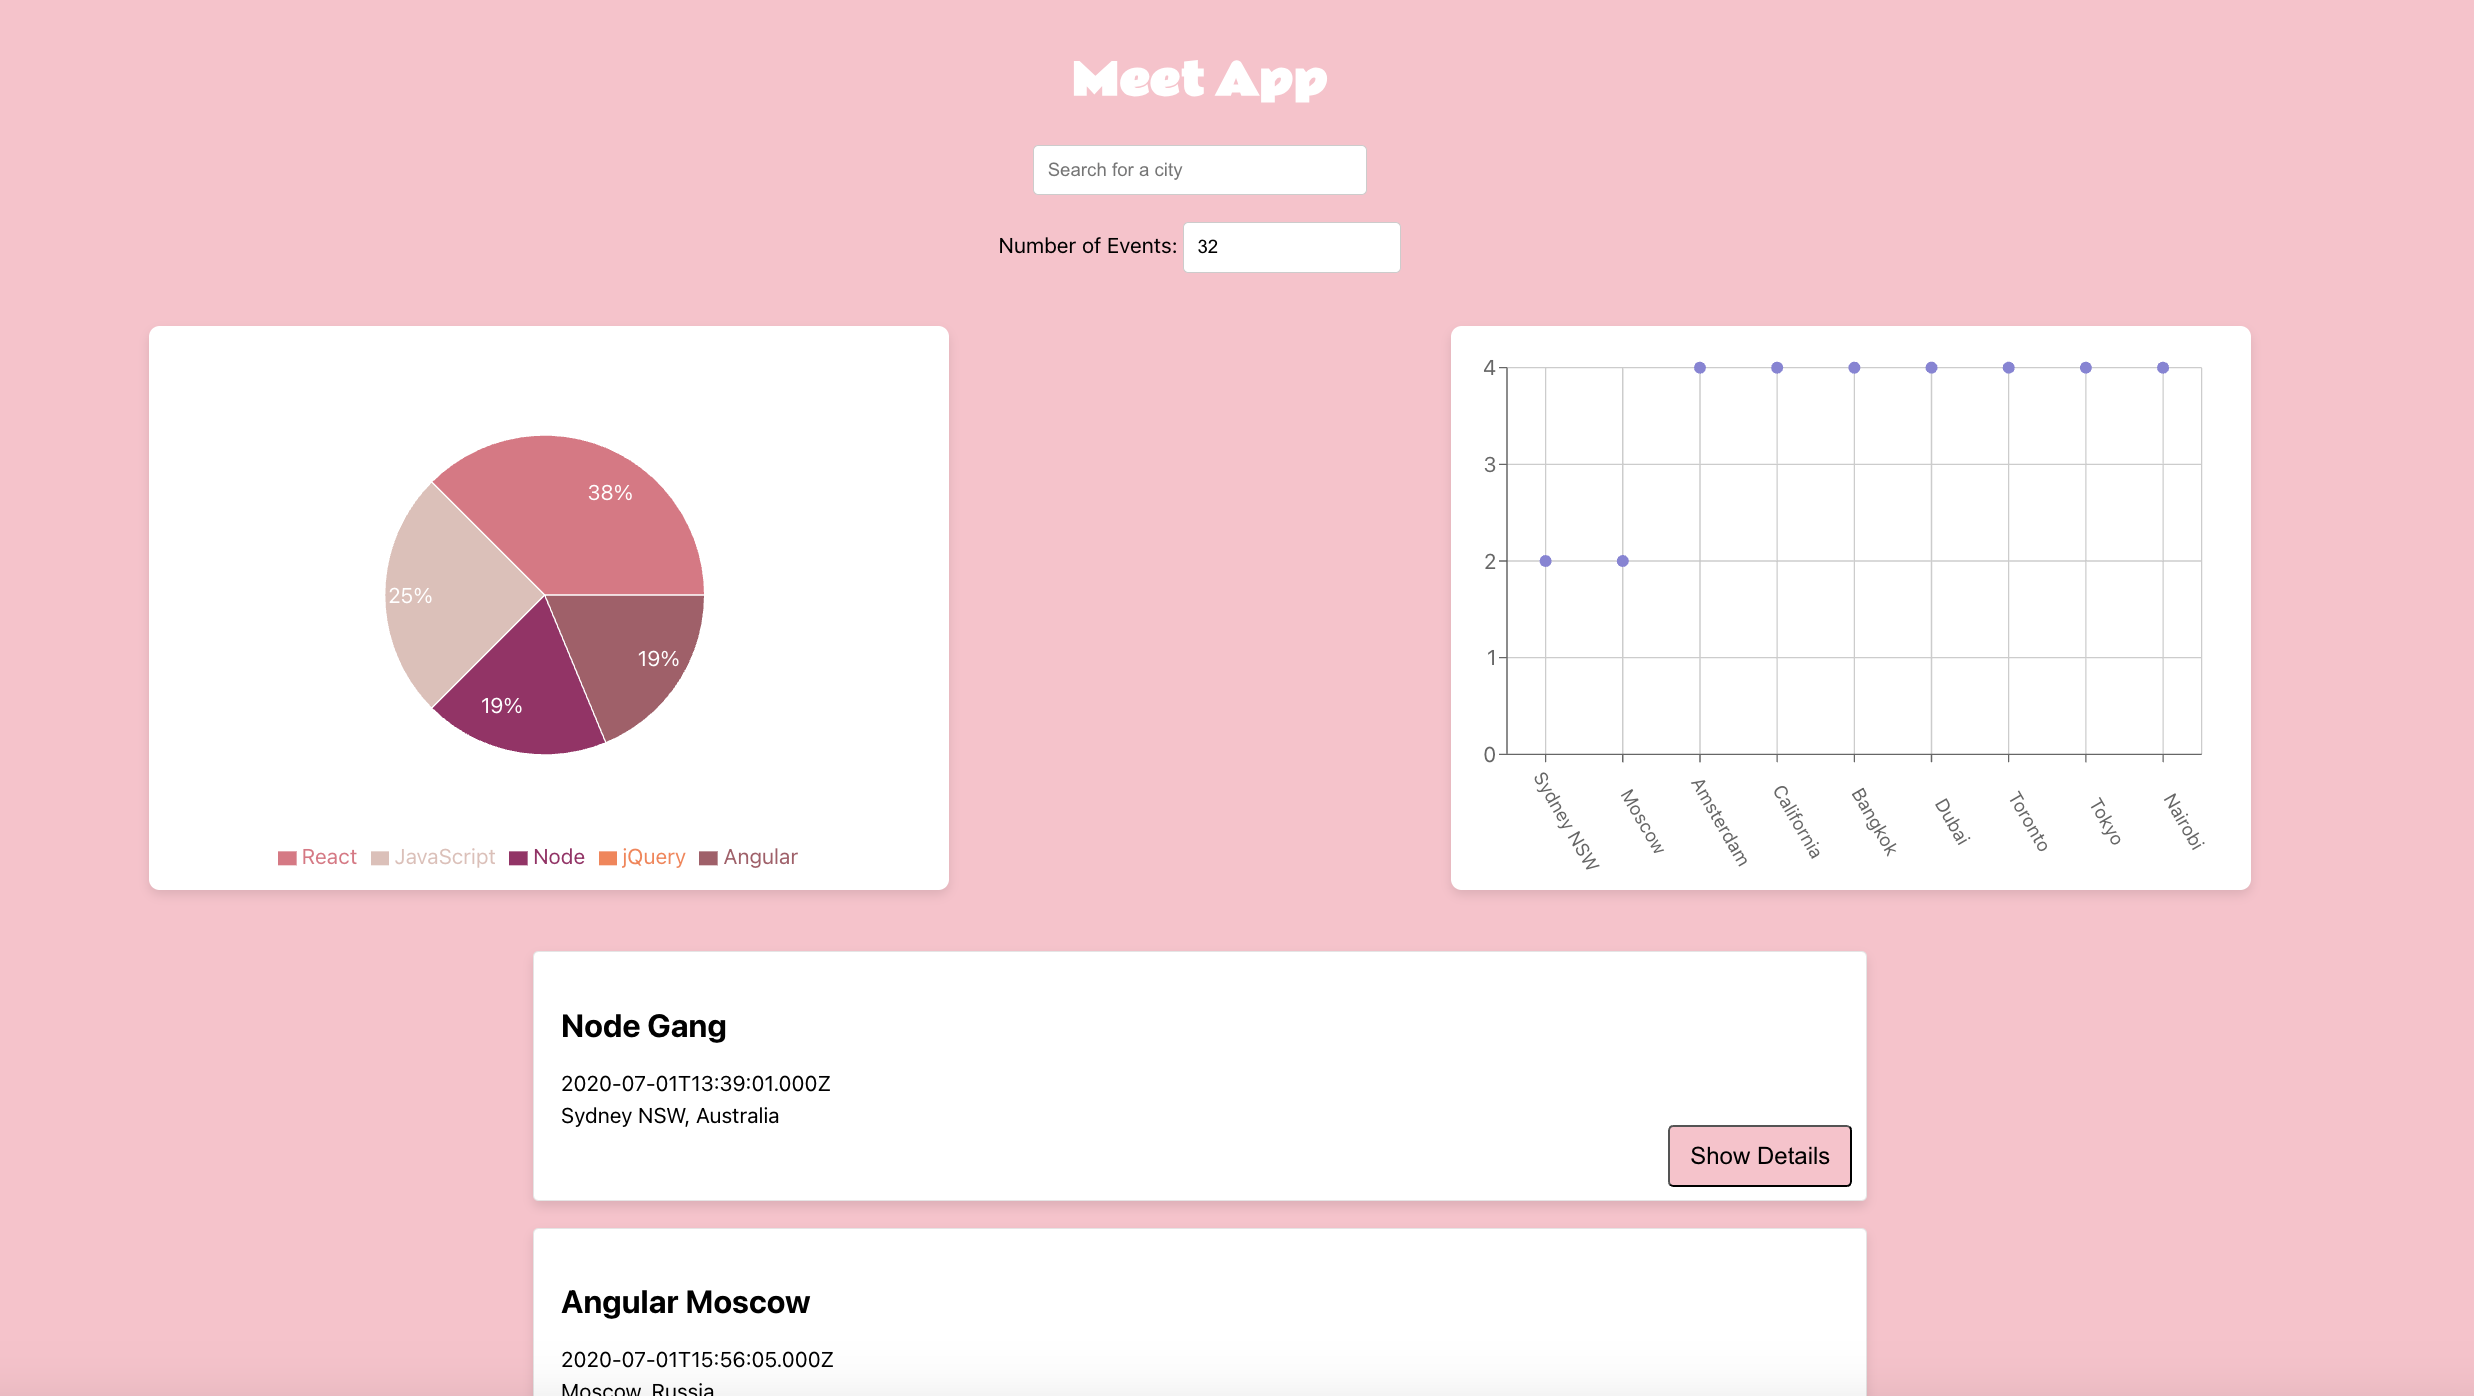 Meet App
Search for a city
Number of Events: 32
38%
25%
19%
19%
React JavaScript Node jQuery Angular
4
3
2
1
0
Sydney NSW Moscow Amsterdam California Bangkok Dubai Toronto Tokyo Nairobi
Node Gang
2020-07-01T13:39:01.000Z
Sydney NSW, Australia
Show Details
Angular Moscow
2020-07-01T15:56:05.000Z
Moscow, Russia